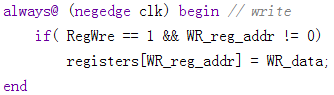 always@ (negedge clk) begin // write
    if( RegWre == 1 && WR_reg_addr != 0)
        registers[WR_reg_addr] = WR_data;
end